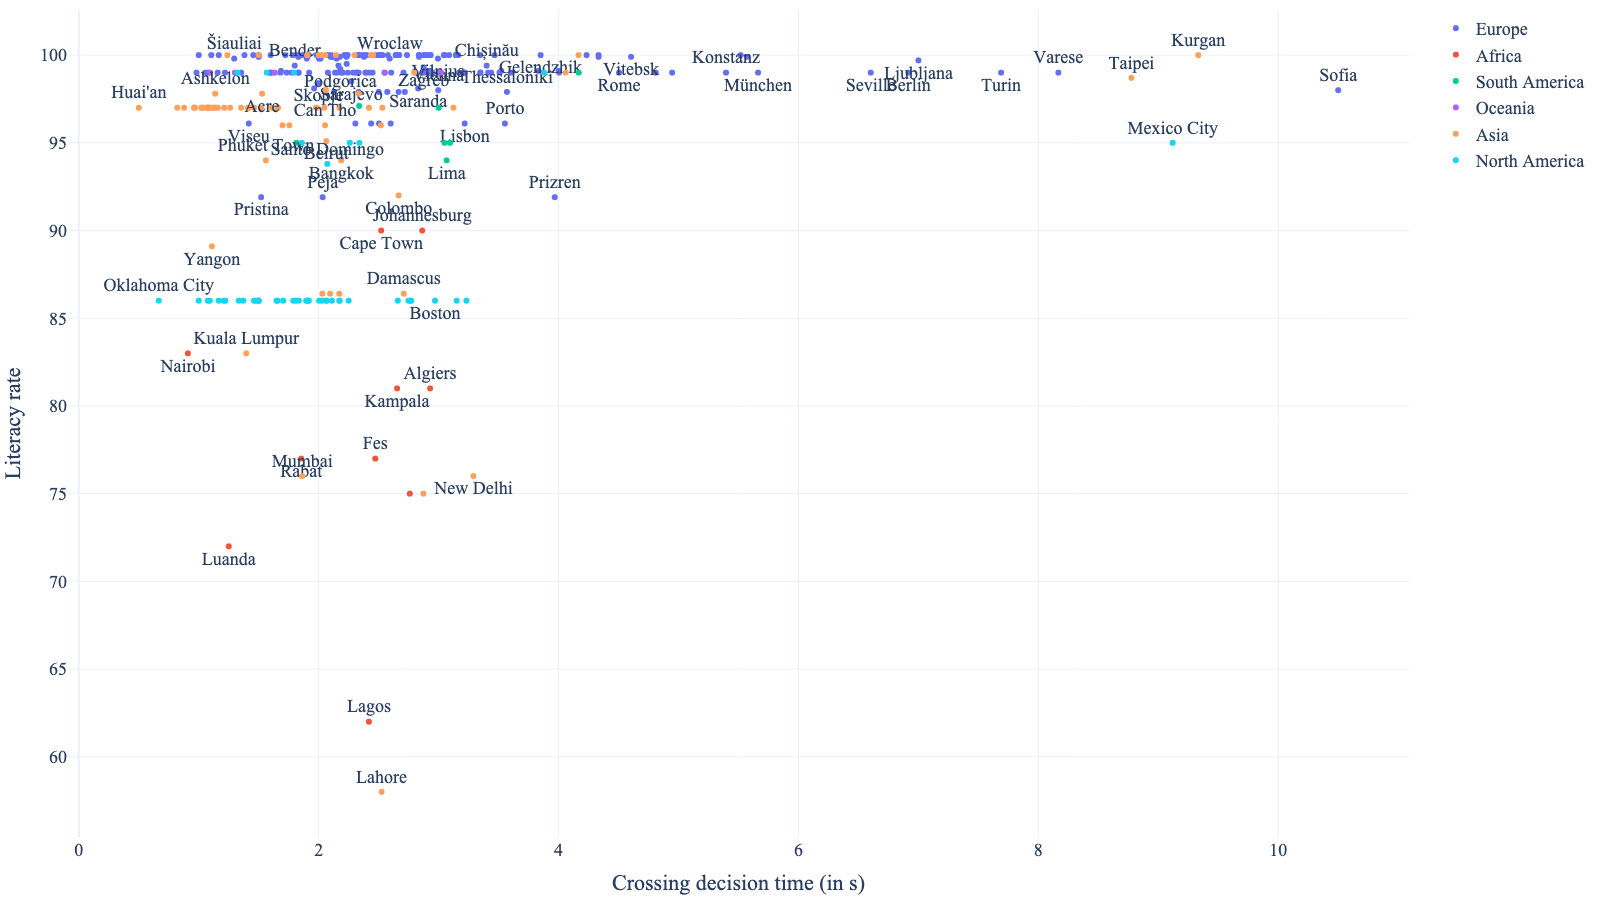 Šiauliai
Bender
Wroclaw
Chișinău
Konstanz
Varese
Kurgan
Europe
Africa
South America
Oceania
Asia
North America
100
Ashkelon
Podgorica
Vilnius
Zagreb
Thessaloniki
Gelendzhik
Vitebsk
Rome
München
Seville
Berlin
Ljubljana
Turin
Taipei
Sofia
Huai'an
Acre
Skopje
Sarajevo
Can Tho
Saranda
Porto
Mexico City
95
Viseu
Phuket Town
Santo Domingo
Beirut
Lisbon
Bangkok
Lima
Peja
Prizren
Pristina
Colombo
Johannesburg
90
Cape Town
Yangon
Oklahoma City
Damascus
Boston
85
Kuala Lumpur
Nairobi
Algiers
Kampala
80
Fes
Mumbai
Rabat
New Delhi
75
Luanda
70
65
Lagos
60
Lahore
0
2
4
6
8
10
Literacy rate
Crossing decision time (in s)